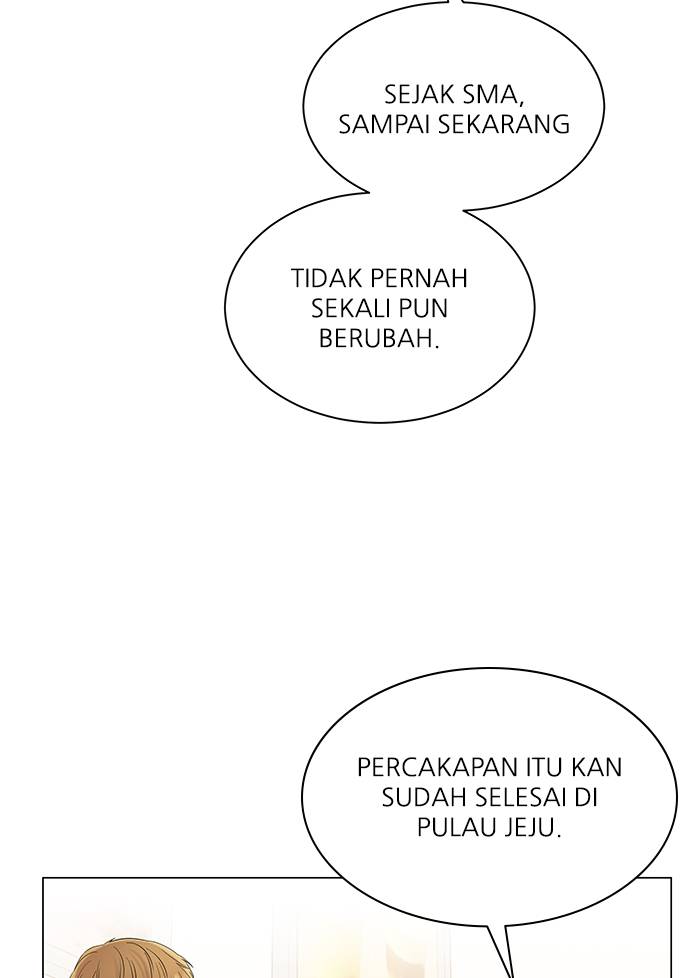 SEJAK SMA,
SAMPAI SEKARANG
TIDAK PERNAH
SEKALI PUN
BERUBAH.
PERCAKAPAN ITU KAN
SUDAH SELESAI DI
PULAU JEJU.